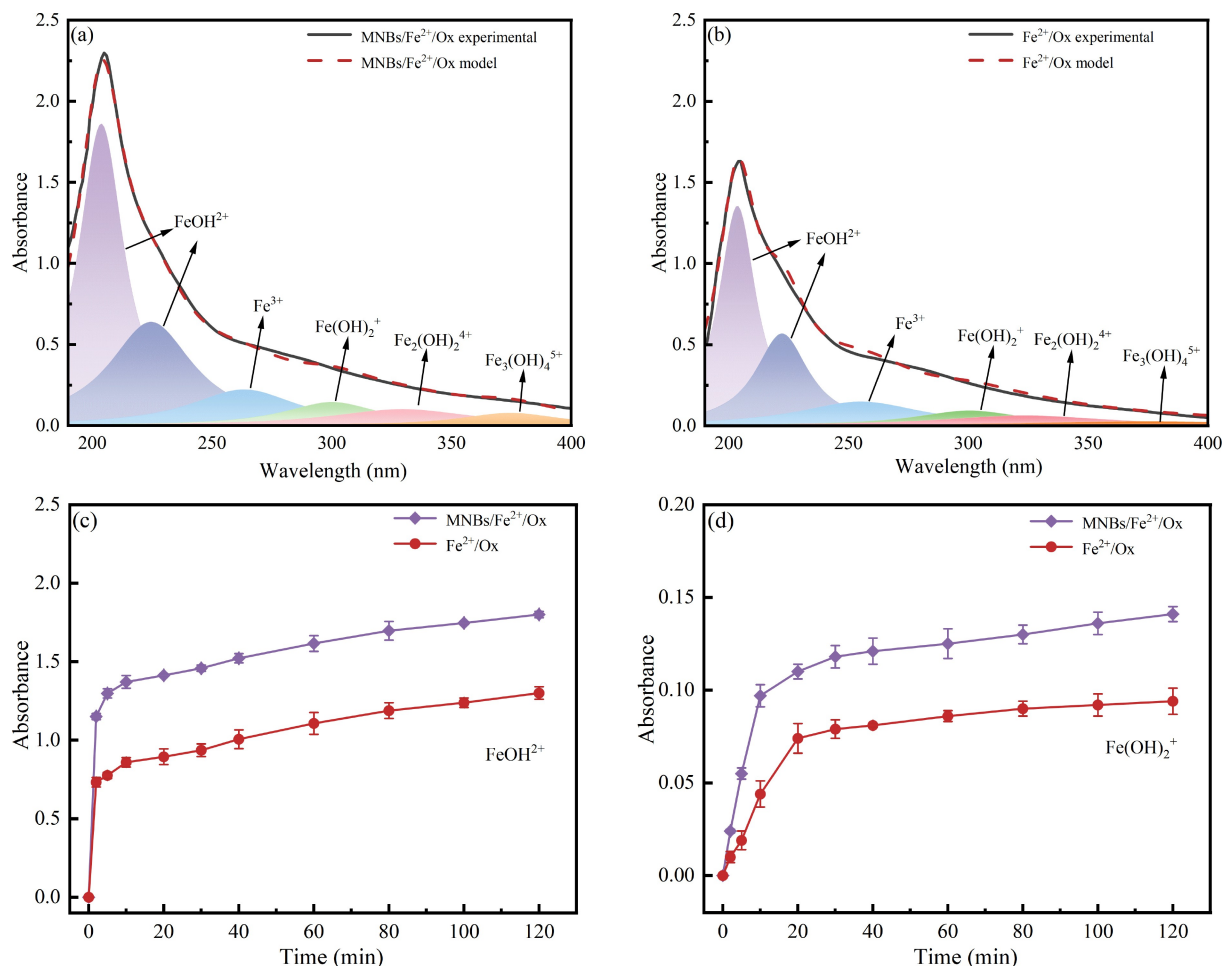 (a)
MNBs/Fe²⁺/Ox experimental
MNBs/Fe²⁺/Ox model
2.5
2.0
1.5
1.0
0.5
0.0
Absorbance
FeOH²⁺
Fe³⁺
Fe(OH)₂⁺
Fe₂(OH)₂⁴⁺
Fe₃(OH)₄⁵⁺
200 250 300 350 400
Wavelength (nm)
(b)
Fe²⁺/Ox experimental
Fe²⁺/Ox model
2.5
2.0
1.5
1.0
0.5
0.0
Absorbance
FeOH²⁺
Fe³⁺
Fe(OH)₂⁺
Fe₂(OH)₂⁴⁺
Fe₃(OH)₄⁵⁺
200 250 300 350 400
Wavelength (nm)
(c)
MNBs/Fe²⁺/Ox
Fe²⁺/Ox
2.5
2.0
1.5
1.0
0.5
0.0
Absorbance
FeOH²⁺
0 20 40 60 80 100 120
Time (min)
(d)
MNBs/Fe²⁺/Ox
Fe²⁺/Ox
0.20
0.15
0.10
0.05
0.00
Absorbance
Fe(OH)₂⁺
0 20 40 60 80 100 120
Time (min)